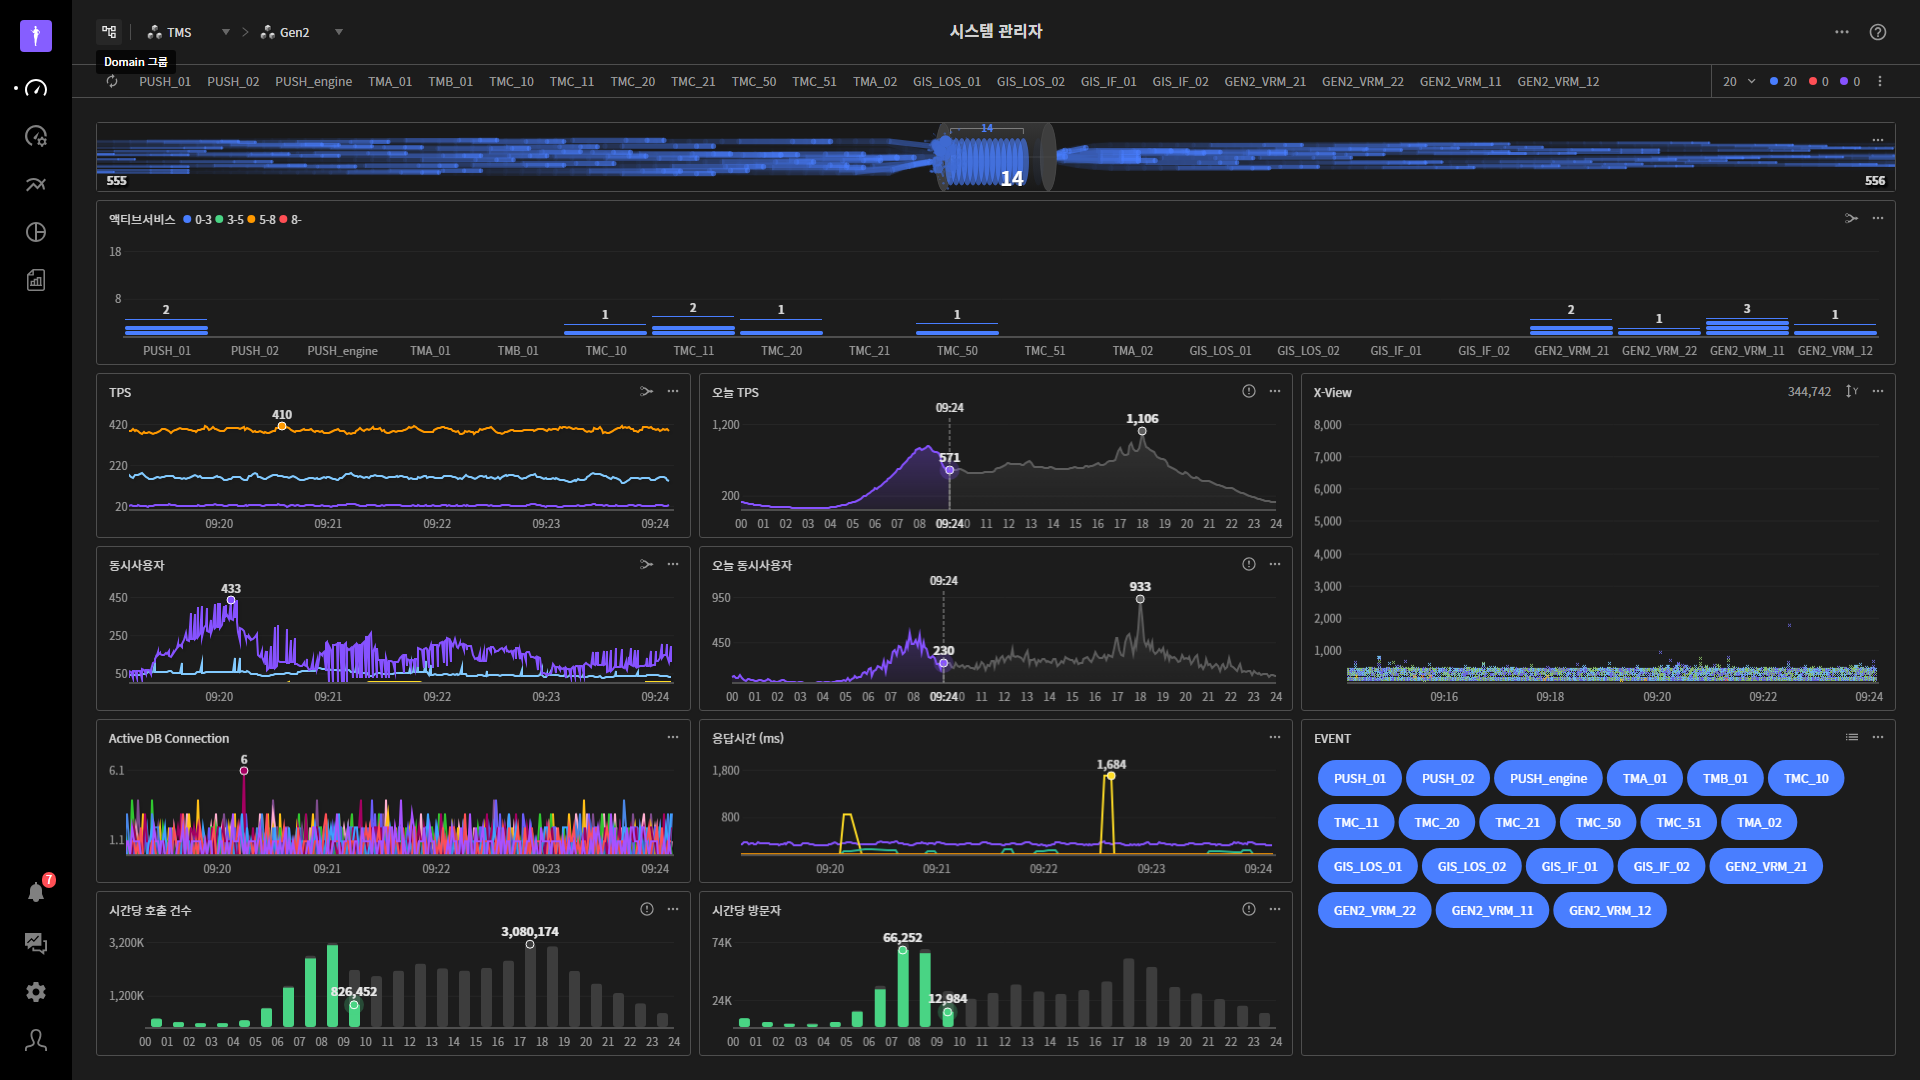 TMS
Gen2
시스템 관리자
Domain 그룹
PUSH_01 PUSH_02 PUSH_engine TMA_01 TMB_01 TMC_10 TMC_11 TMC_20 TMC_21 TMC_50 TMC_51 TMA_02 GIS_LOS_01 GIS_LOS_02 GIS_IF_01 GIS_IF_02 GEN2_VRM_21 GEN2_VRM_22 GEN2_VRM_11 GEN2_VRM_12
20 20 0 0
14
14
555
556
액티브서비스 0-3 3-5 5-8 8-
18
8
2 1 2 1 1 2 1 3 1
PUSH_01 PUSH_02 PUSH_engine TMA_01 TMB_01 TMC_10 TMC_11 TMC_20 TMC_21 TMC_50 TMC_51 TMA_02 GIS_LOS_01 GIS_LOS_02 GIS_IF_01 GIS_IF_02 GEN2_VRM_21 GEN2_VRM_22 GEN2_VRM_11 GEN2_VRM_12
TPS
410
420
220
20
09:20 09:21 09:22 09:23 09:24
오늘 TPS
09:24
1,106
1,200
571
200
00 01 02 03 04 05 06 07 08 09:24 11 12 13 14 15 16 17 18 19 20 21 22 23 24
X-View
344,742
Y
8,000
7,000
6,000
5,000
4,000
3,000
2,000
1,000
09:16 09:18 09:20 09:22 09:24
동시사용자
433
450
250
50
09:20 09:21 09:22 09:23 09:24
오늘 동시사용자
09:24
933
950
450
230
00 01 02 03 04 05 06 07 08 09:24 11 12 13 14 15 16 17 18 19 20 21 22 23 24
Active DB Connection
6
6.1
1.1
09:20 09:21 09:22 09:23 09:24
응답시간 (ms)
1,684
1,800
800
09:20 09:21 09:22 09:23 09:24
EVENT
PUSH_01 PUSH_02 PUSH_engine TMA_01 TMB_01 TMC_10
TMC_11 TMC_20 TMC_21 TMC_50 TMC_51 TMA_02
GIS_LOS_01 GIS_LOS_02 GIS_IF_01 GIS_IF_02 GEN2_VRM_21
GEN2_VRM_22 GEN2_VRM_11 GEN2_VRM_12
7
시간당 호출 건수
3,080,174
3,200K
826,452
1,200K
00 01 02 03 04 05 06 07 08 09 10 11 12 13 14 15 16 17 18 19 20 21 22 23 24
시간당 방문자
66,252
74K
12,984
24K
00 01 02 03 04 05 06 07 08 09 10 11 12 13 14 15 16 17 18 19 20 21 22 23 24